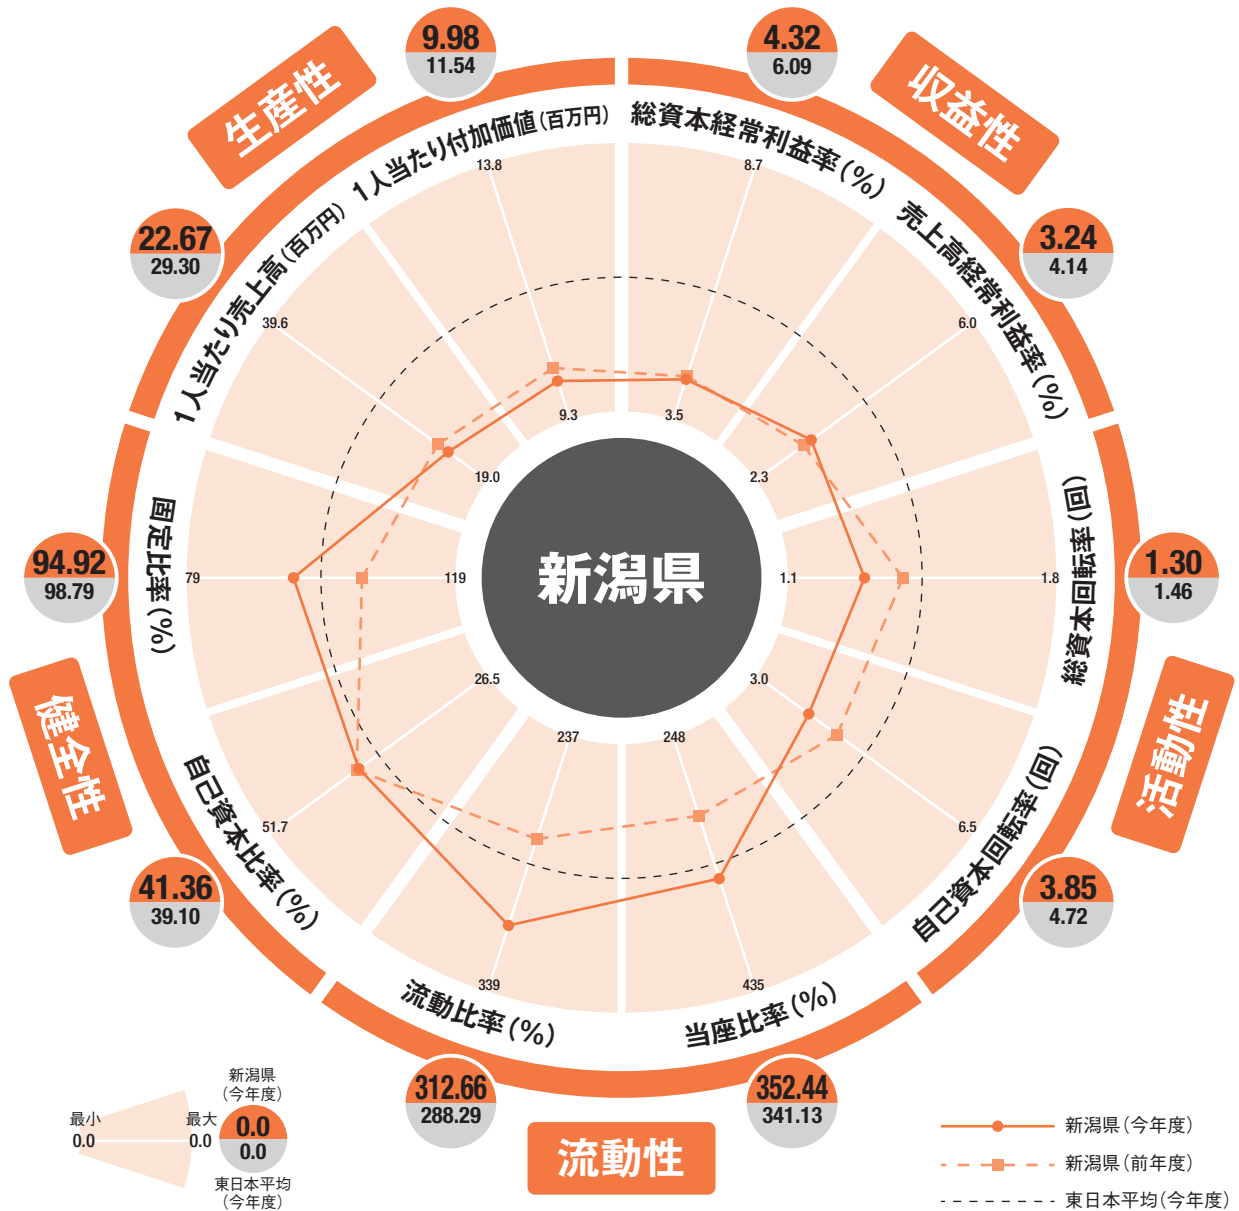 新潟県
収益性
総資本経常利益率(%)
4.32
6.09
8.7
3.5
売上高経常利益率(%)
3.24
4.14
6.0
2.3
活動性
総資本回転率(回)
1.30
1.46
1.8
1.1
自己資本回転率(回)
3.85
4.72
6.5
3.0
流動性
当座比率(%)
352.44
341.13
435
248
流動比率(%)
312.66
288.29
339
237
健全性
自己資本比率(%)
41.36
39.10
51.7
26.5
固定比率(%)
94.92
98.79
79
119
生産性
1人当たり売上高(百万円)
22.67
29.30
39.6
19.0
1人当たり付加価値(百万円)
9.98
11.54
13.8
9.3
新潟県
(今年度)
最小
0.0
最大
0.0
0.0
0.0
東日本平均
(今年度)
新潟県(今年度)
新潟県(前年度)
東日本平均(今年度)